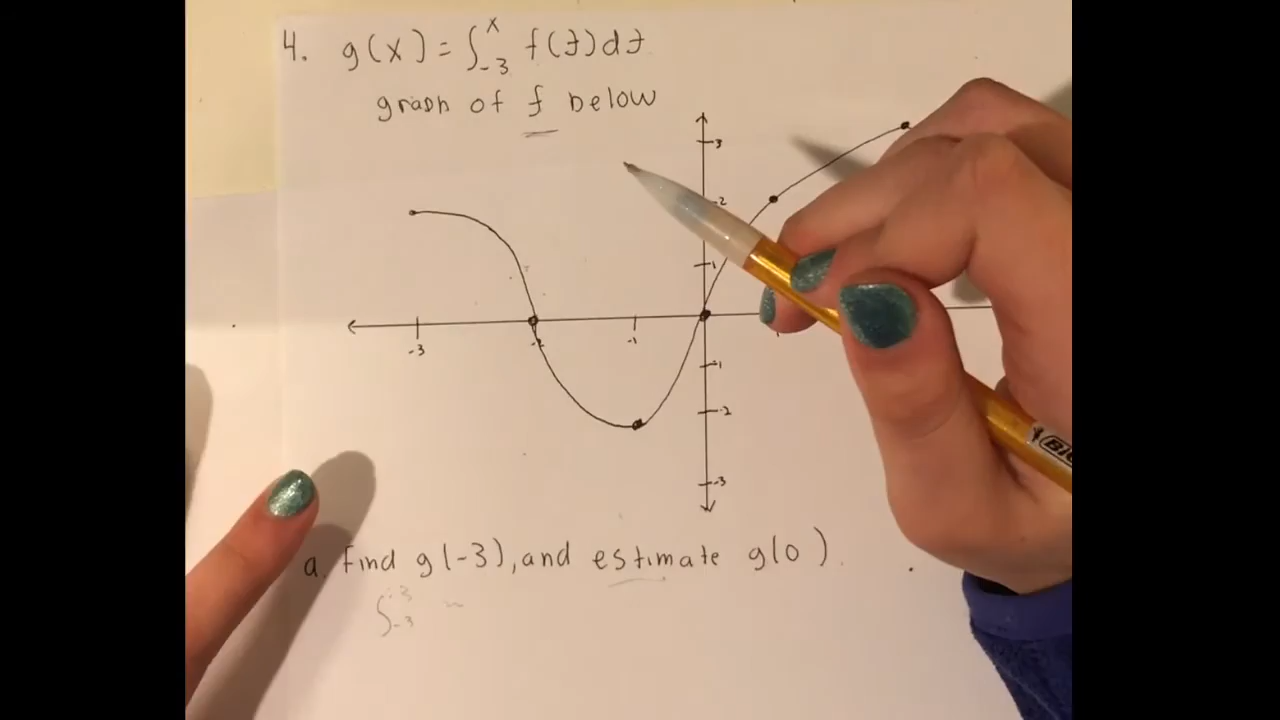 4. g(x) = ∫_{-3}^{x} f(t)dt
graph of f below
3
2
1
-3
-2
-1
-1
-2
-3
BIC
a. Find g(-3), and estimate g(0).
∫_{-3}^{-3} =